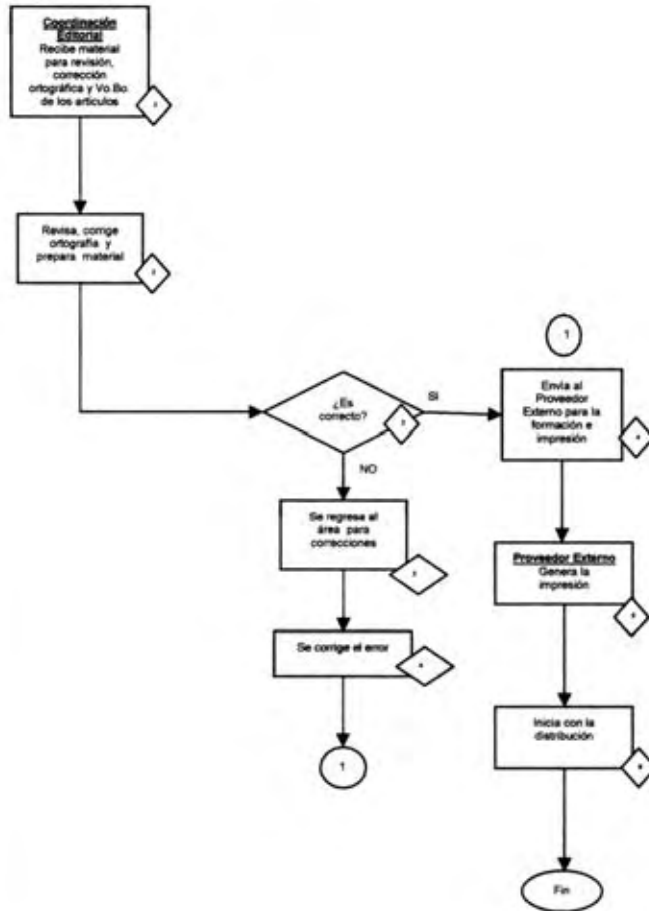 Coordinación
Editorial
Recibe material
para revisión,
corrección
ortográfica y Vo.Bo.
de los artículos
Revisa, corrige
ortografía y
prepara material
¿Es
correcto?
SI
NO
Se regresa al
área para
correcciones
Se corrige el error
1
1
Envía al
Proveedor
Externo para la
formación e
impresión
Proveedor Externo
Genera la
impresión
Inicia con la
distribución
Fin